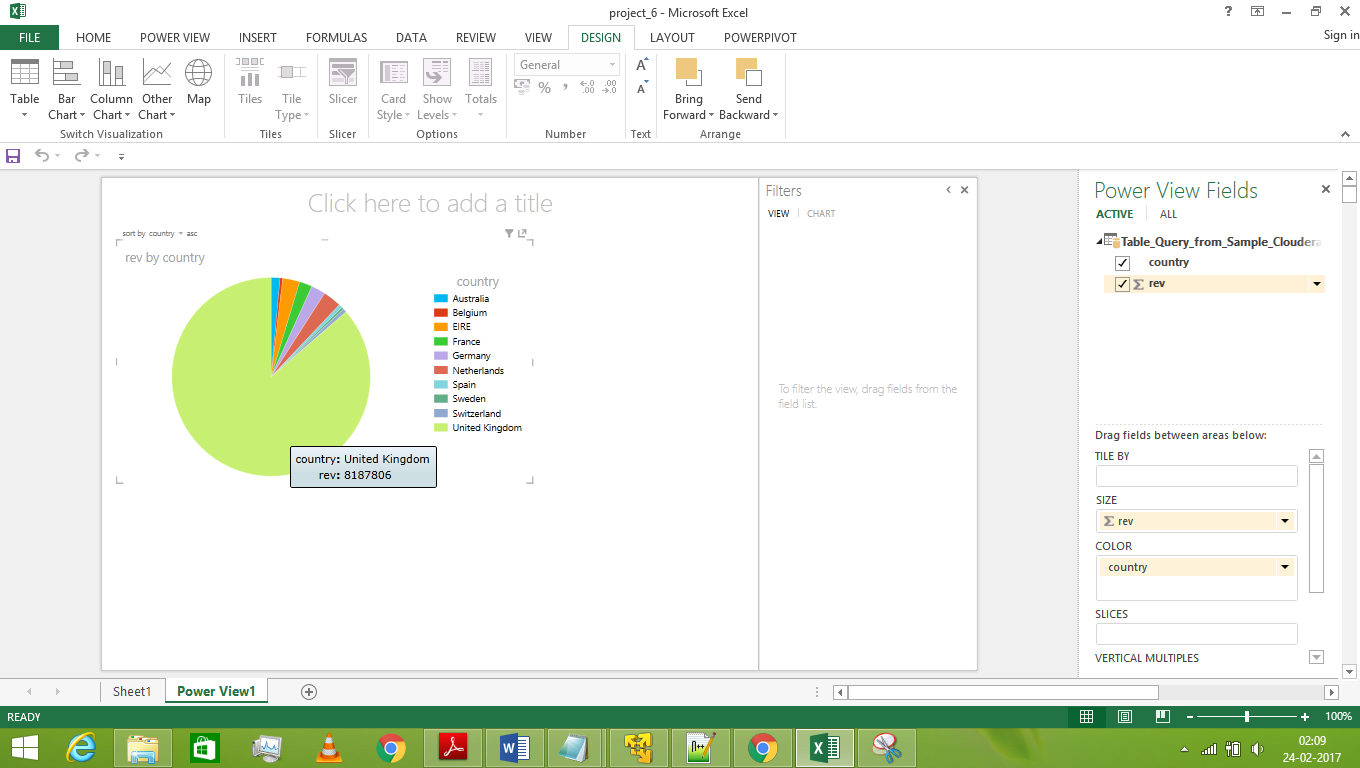 project_6 - Microsoft Excel
?
Sign in
FILE HOME POWER VIEW INSERT FORMULAS DATA REVIEW VIEW DESIGN LAYOUT POWERPIVOT
Table
Bar Chart
Column Chart
Other Chart
Map
Switch Visualization
Tiles
Tile Type
Tiles
Slicer
Slicer
Card Style
Show Levels
Totals
Options
General
% , .00 .00
Number
A A
Text
Bring Forward
Send Backward
Arrange
Click here to add a title
sort by country asc
rev by country
country
Australia
Belgium
EIRE
France
Germany
Netherlands
Spain
Sweden
Switzerland
United Kingdom
country: United Kingdom
rev: 8187806
Filters
VIEW CHART
To filter the view, drag fields from the
field list.
Power View Fields
ACTIVE ALL
Table_Query_from_Sample_Cloudera
country
Σ rev
Drag fields between areas below:
TILE BY
SIZE
Σ rev
COLOR
country
SLICES
VERTICAL MULTIPLES
Sheet1 Power View1
READY
100%
02:09
24-02-2017